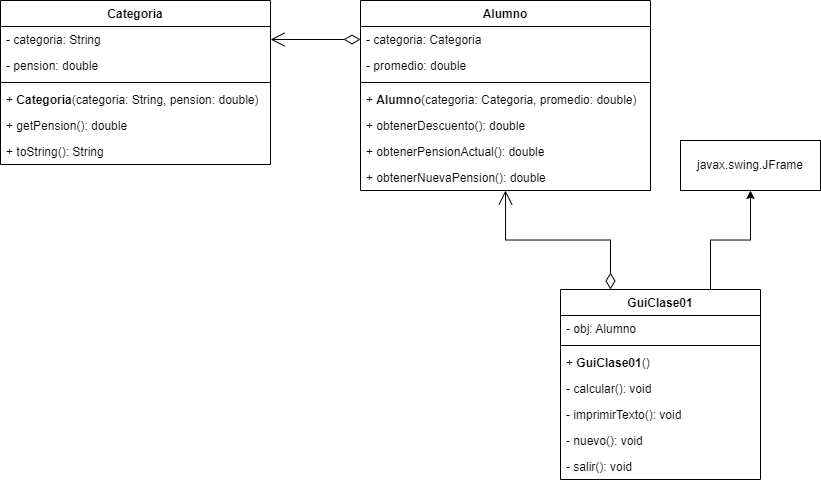 Categoria
- categoria: String
- pension: double
+ Categoria(categoria: String, pension: double)
+ getPension(): double
+ toString(): String
Alumno
- categoria: Categoria
- promedio: double
+ Alumno(categoria: Categoria, promedio: double)
+ obtenerDescuento(): double
+ obtenerPensionActual(): double
+ obtenerNuevaPension(): double
javax.swing.JFrame
GuiClase01
- obj: Alumno
+ GuiClase01()
- calcular(): void
- imprimirTexto(): void
- nuevo(): void
- salir(): void